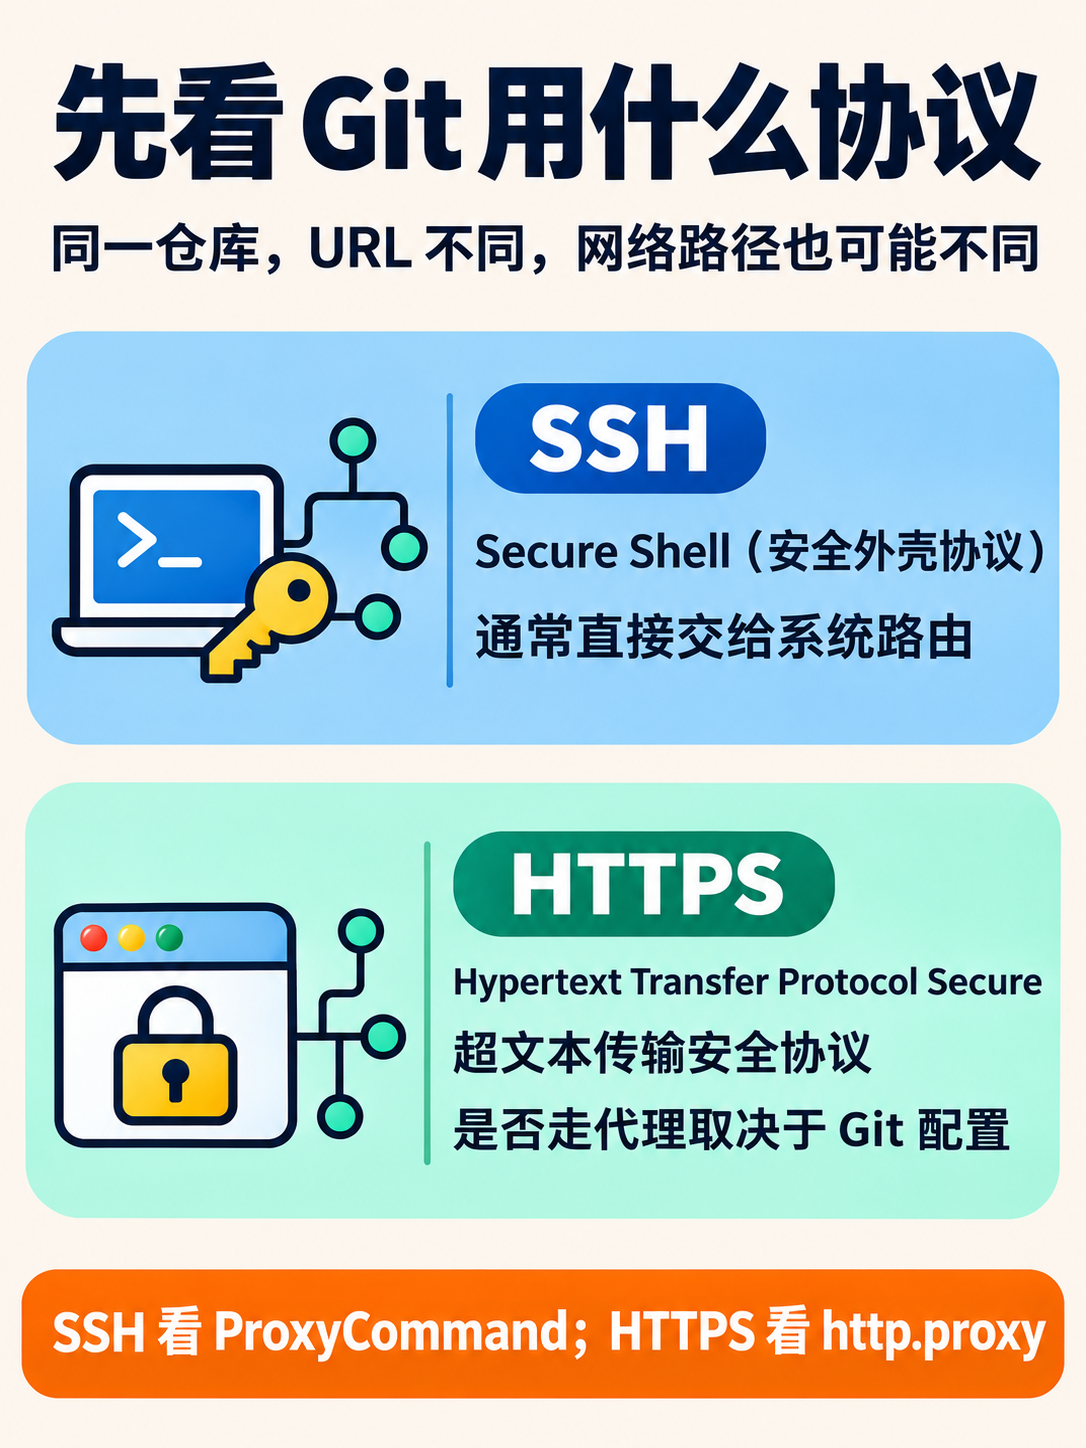 先看 Git 用什么协议
同一仓库，URL 不同，网络路径也可能不同
>_
SSH
Secure Shell（安全外壳协议）
通常直接交给系统路由
HTTPS
Hypertext Transfer Protocol Secure
超文本传输安全协议
是否走代理取决于 Git 配置
SSH 看 ProxyCommand；HTTPS 看 http.proxy